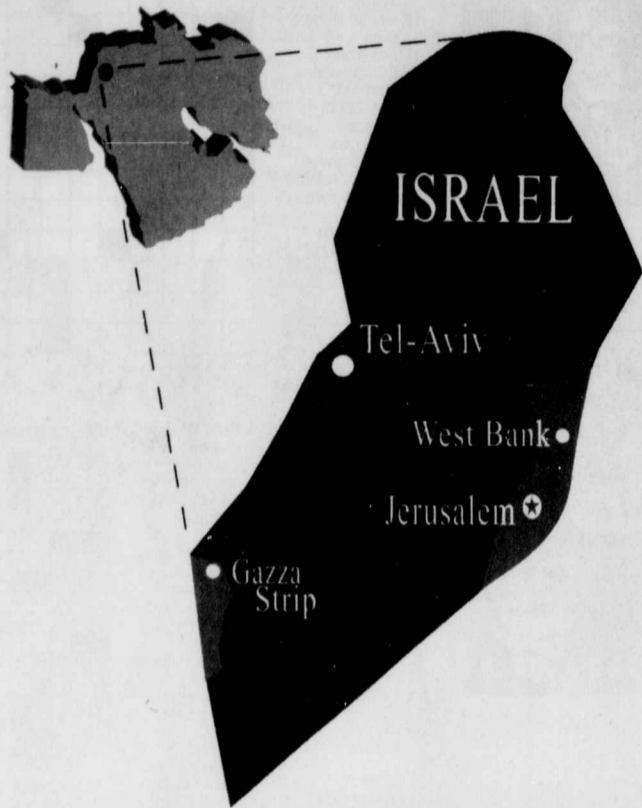 ISRAEL
Tel-Aviv
West Bank
Jerusalem
Gazza
Strip